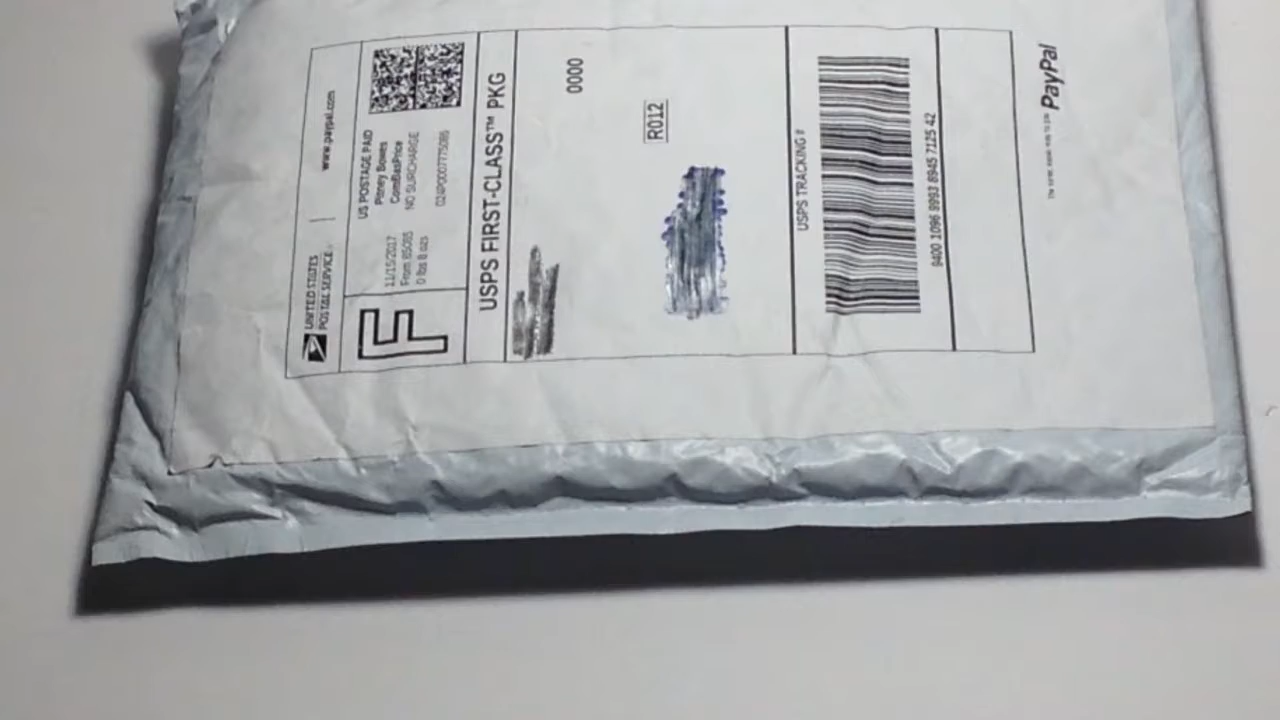 UNITED STATES
POSTAL SERVICE
www.paypal.com
F
11/15/2017
From 85085
0 lbs 8 ozs
US POSTAGE PAID
Pitney Bowes
ComBasPrice
NO SURCHARGE
USPS FIRST-CLASS™ PKG
0000
R012
USPS TRACKING #
9400 1096 9993 8945 7125 42
PayPal